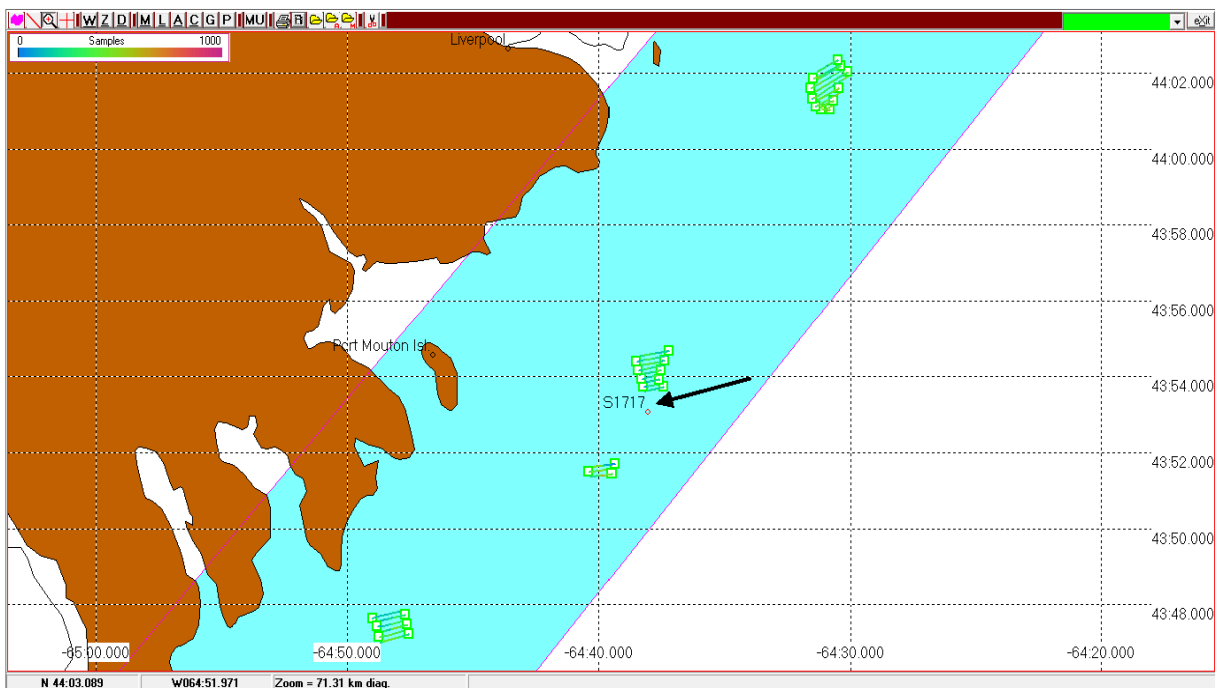 W Z D M L A C G P MU R eXit
0 Samples 1000
Liverpool
44:02.000
44:00.000
43:58.000
43:56.000
Port Mouton Isl.
43:54.000
S1717
43:52.000
43:50.000
43:48.000
-65:00.000 -64:50.000 -64:40.000 -64:30.000 -64:20.000
N 44:03.089 W064:51.971 Zoom = 71.31 km diag.